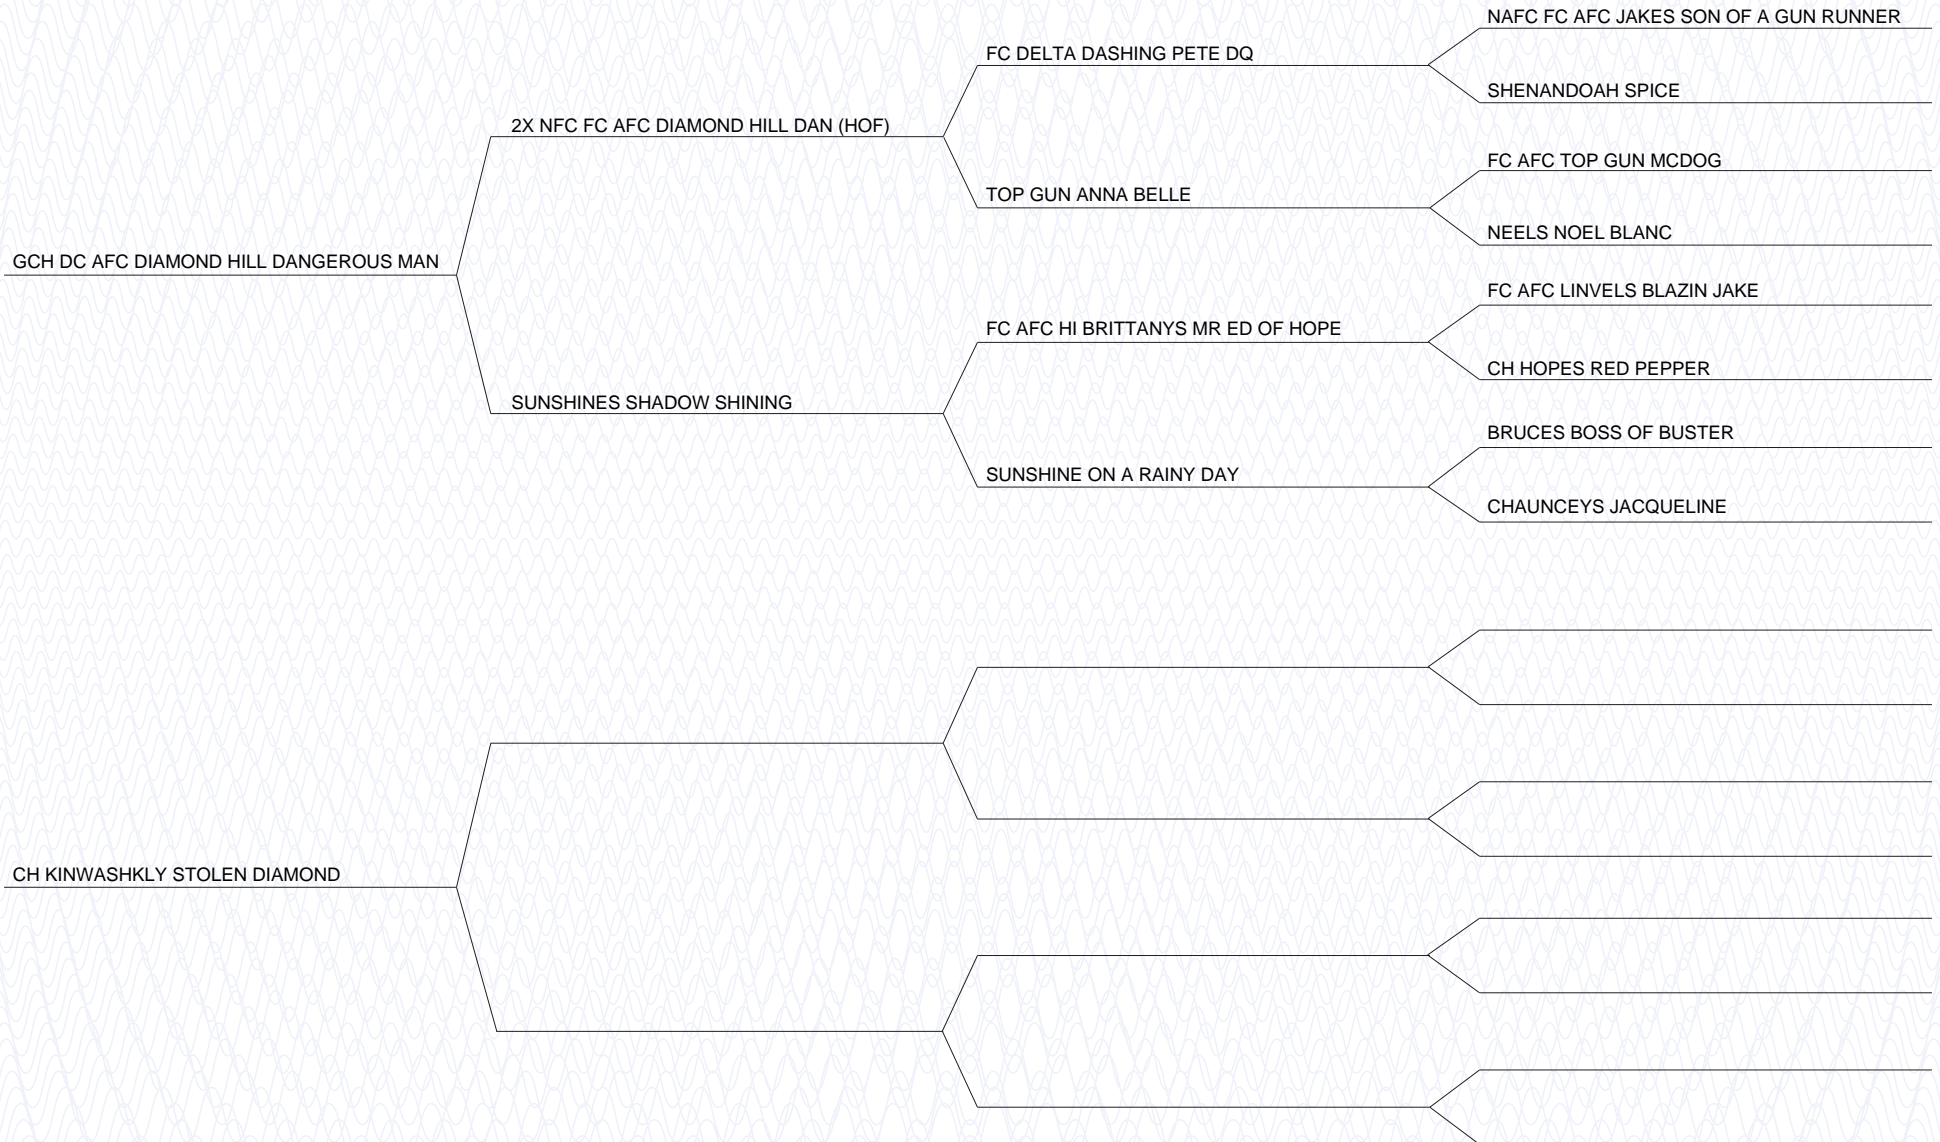 NAFC FC AFC JAKES SON OF A GUN RUNNER
FC DELTA DASHING PETE DQ
SHENANDOAH SPICE
2X NFC FC AFC DIAMOND HILL DAN (HOF)
FC AFC TOP GUN MCDOG
TOP GUN ANNA BELLE
NEELS NOEL BLANC
GCH DC AFC DIAMOND HILL DANGEROUS MAN
FC AFC LINVELS BLAZIN JAKE
FC AFC HI BRITTANYS MR ED OF HOPE
CH HOPES RED PEPPER
SUNSHINES SHADOW SHINING
BRUCES BOSS OF BUSTER
SUNSHINE ON A RAINY DAY
CHAUNCEYS JACQUELINE
CH KINWASHKLY STOLEN DIAMOND